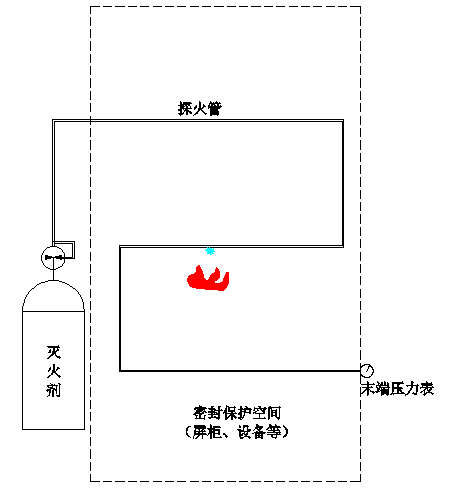 探火管
灭火剂
末端压力表
密封保护空间
（屏柜、设备等）